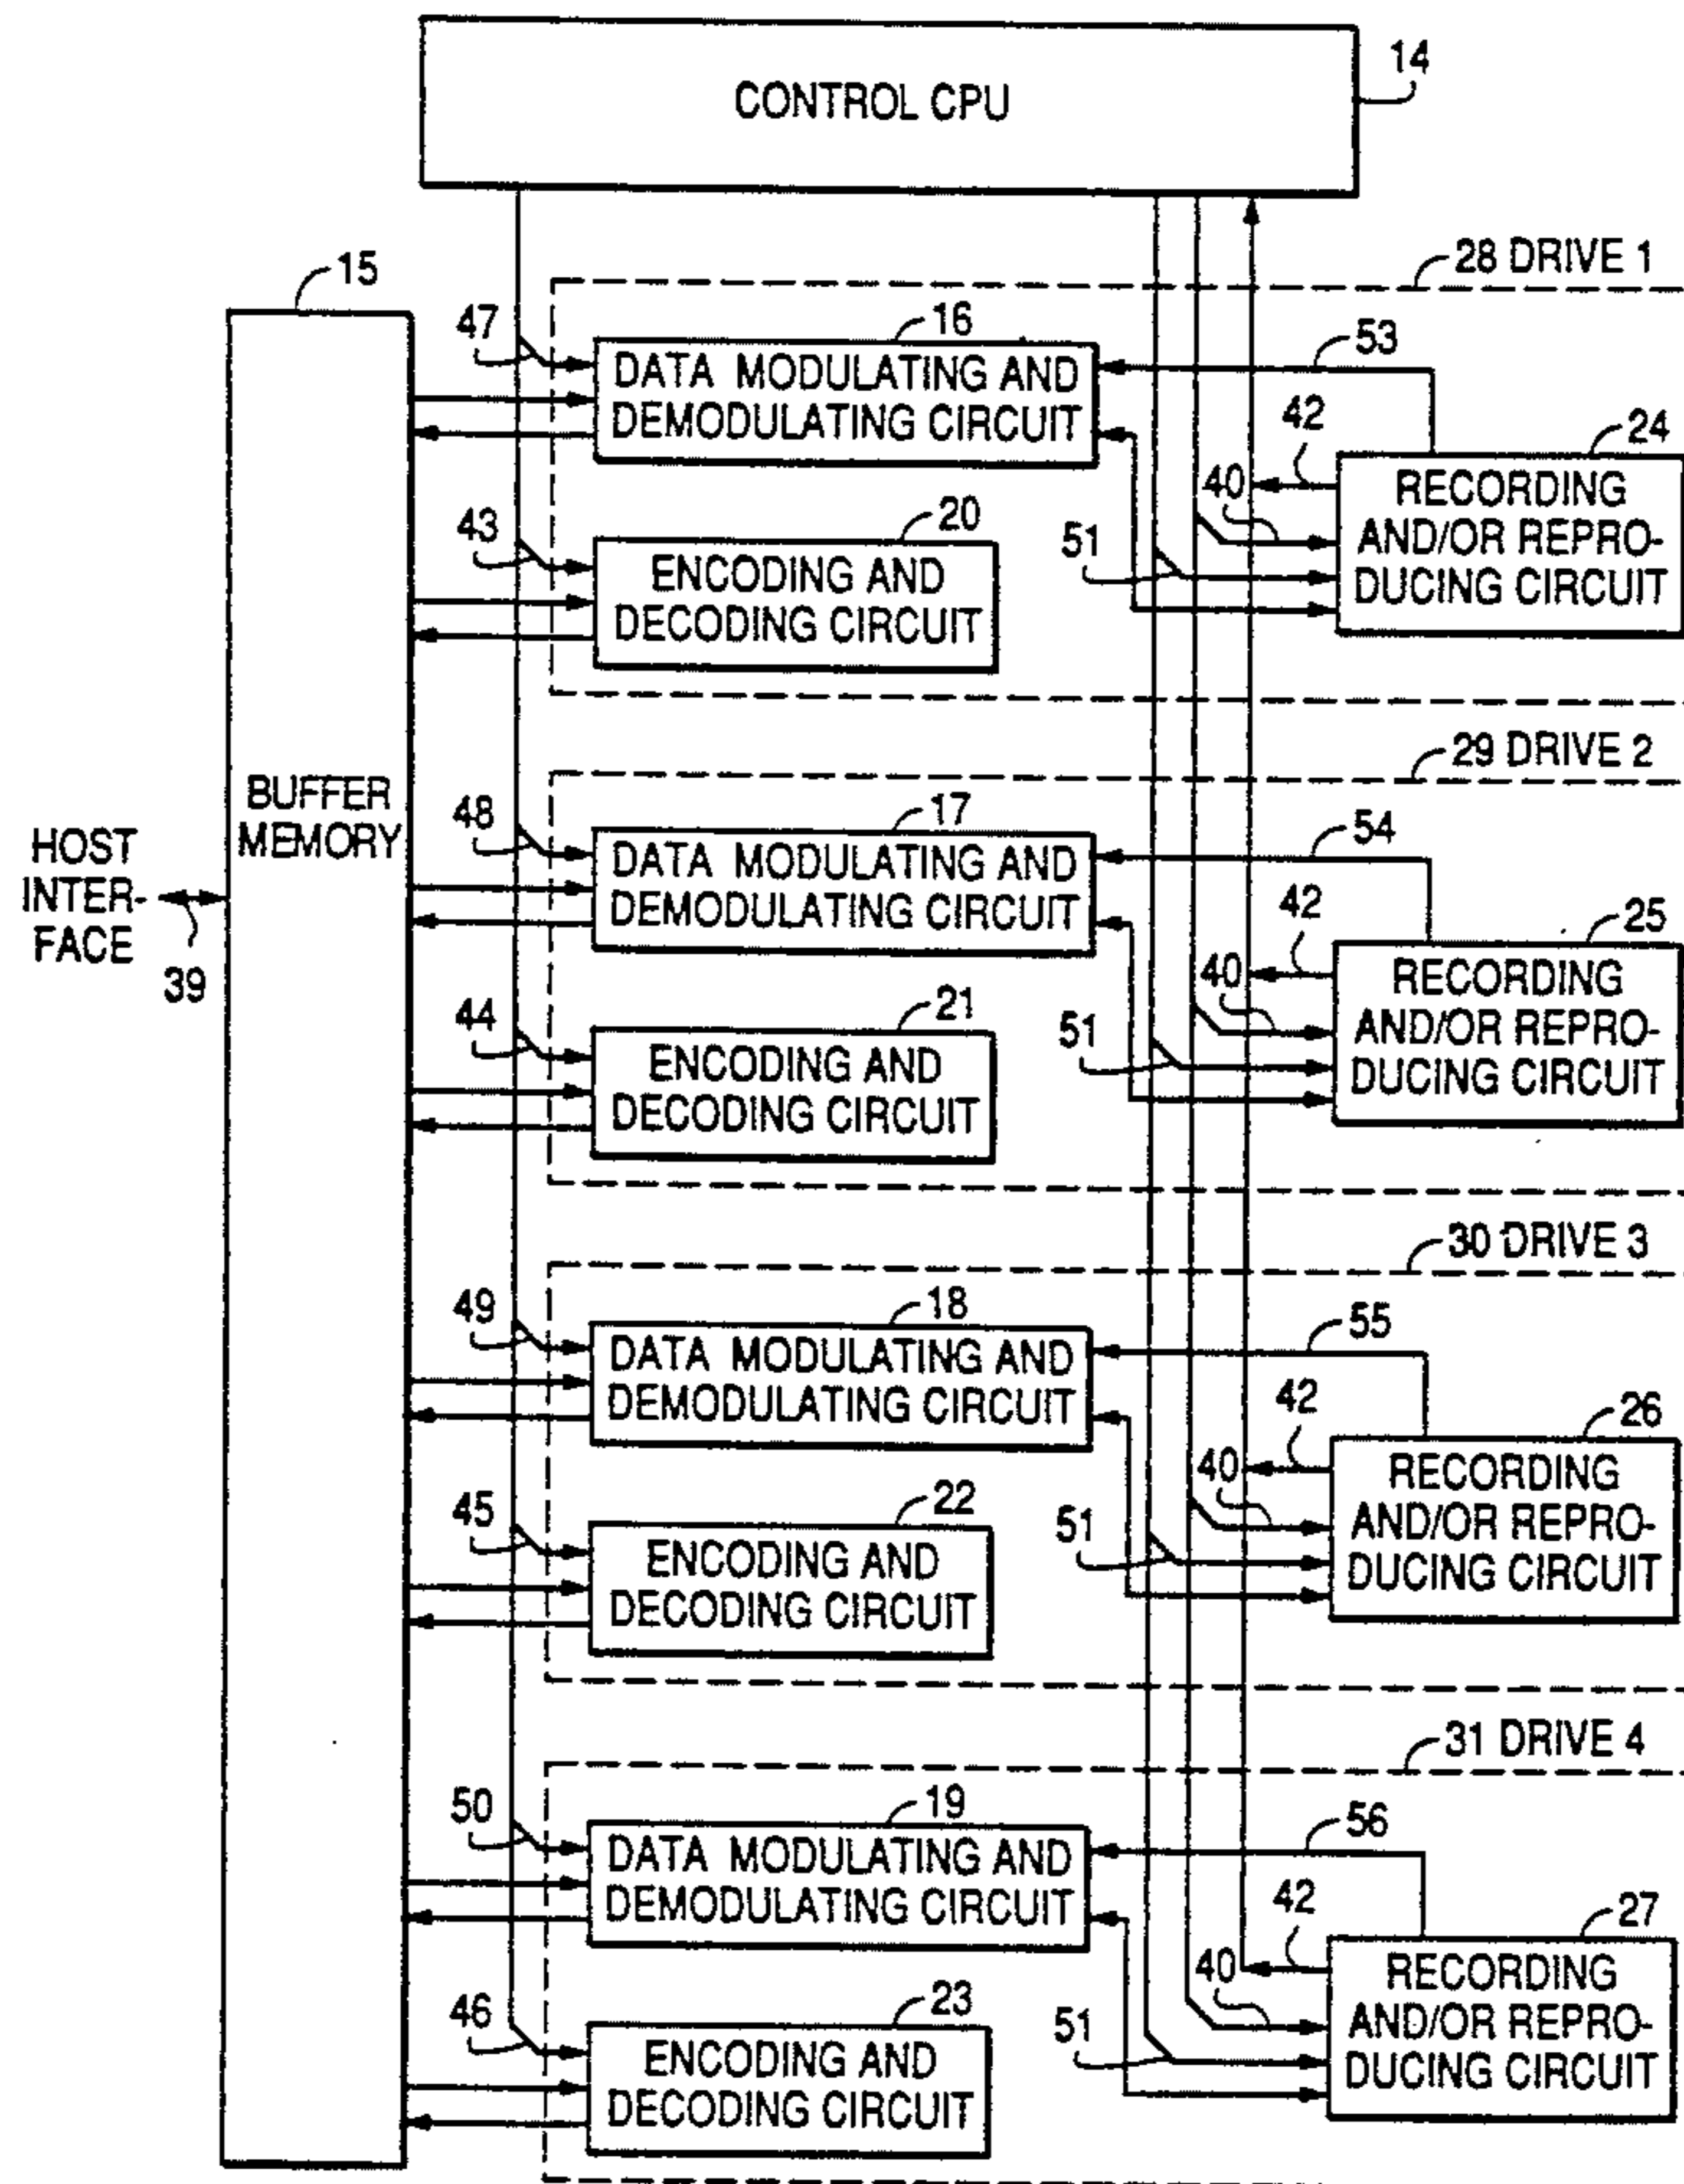 CONTROL CPU
14
15
28 DRIVE 1
47
16
DATA MODULATING AND
DEMODULATING CIRCUIT
53
42
24
40
RECORDING
AND/OR REPRO-
DUCING CIRCUIT
51
43
20
ENCODING AND
DECODING CIRCUIT
29 DRIVE 2
BUFFER
MEMORY
HOST
INTER-
FACE
39
48
17
DATA MODULATING AND
DEMODULATING CIRCUIT
54
42
25
40
RECORDING
AND/OR REPRO-
DUCING CIRCUIT
51
44
21
ENCODING AND
DECODING CIRCUIT
30 DRIVE 3
49
18
DATA MODULATING AND
DEMODULATING CIRCUIT
55
42
26
40
RECORDING
AND/OR REPRO-
DUCING CIRCUIT
51
45
22
ENCODING AND
DECODING CIRCUIT
31 DRIVE 4
50
19
DATA MODULATING AND
DEMODULATING CIRCUIT
56
42
27
40
RECORDING
AND/OR REPRO-
DUCING CIRCUIT
51
46
23
ENCODING AND
DECODING CIRCUIT